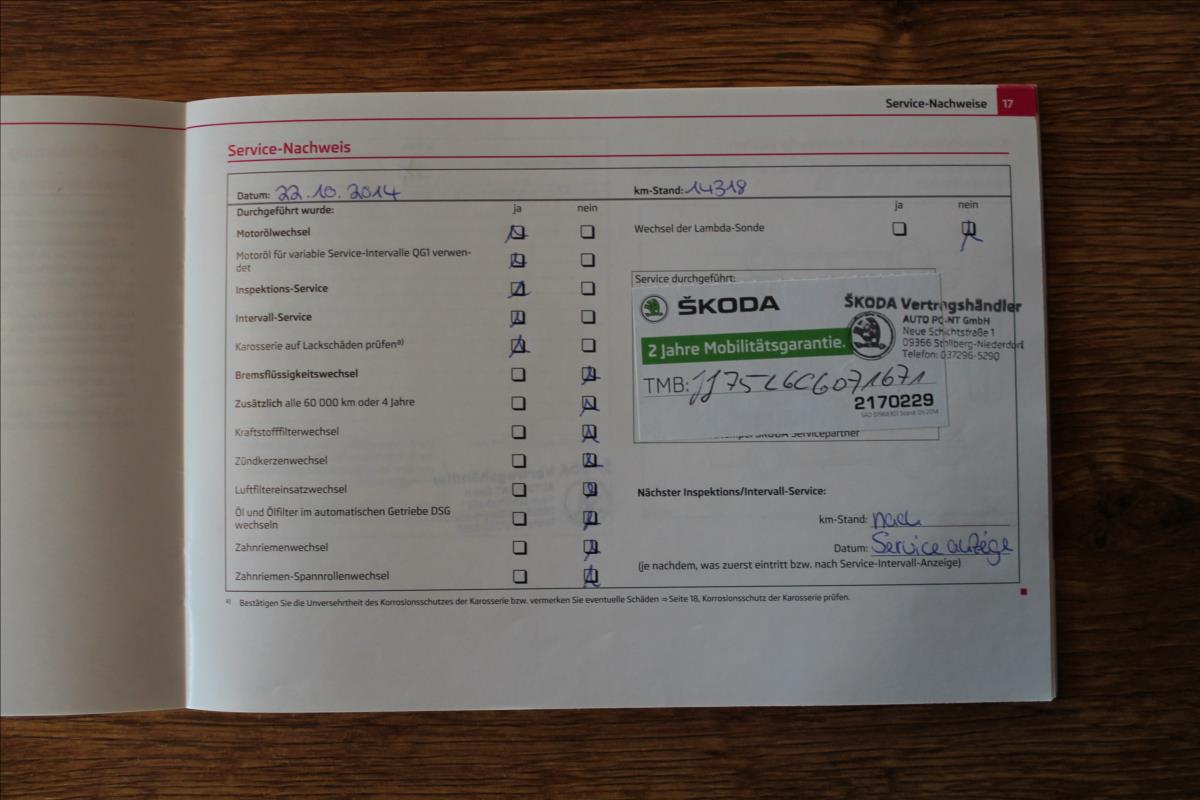 Service-Nachweise 17
Service-Nachweis
Datum: 22.10.2014
km-Stand: 14318
Durchgeführt wurde: ja nein
ja nein
Motorölwechsel
Wechsel der Lambda-Sonde
Motoröl für variable Service-Intervalle QG1 verwen-
det
Inspektions-Service
Intervall-Service
Karosserie auf Lackschäden prüfen a)
Bremsflüssigkeitswechsel
Zusätzlich alle 60 000 km oder 4 Jahre
Kraftstofffilterwechsel
Zündkerzenwechsel
Luftfiltereinsatzwechsel
Öl und Ölfilter im automatischen Getriebe DSG
wechseln
Zahnriemenwechsel
Zahnriemen-Spannrollenwechsel
Service durchgeführt:
ŠKODA
2 Jahre Mobilitätsgarantie.
TMB: JJ75L6C6071671
2170229
ŠKODA Vertragshändler
AUTO POINT GmbH
Neue Schichtstraße 1
09366 Stollberg-Niederdorf
Telefon: 037296-5290
ŠKODA Servicepartner
Nächster Inspektions/Intervall-Service:
km-Stand: nach
Datum: Service
(je nachdem, was zuerst eintritt bzw. nach Service-Intervall-Anzeige)
a) Bestätigen Sie die Unversehrtheit des Korrosionsschutzes der Karosserie bzw. vermerken Sie eventuelle Schäden ⇒ Seite 18, Korrosionsschutz der Karosserie prüfen.